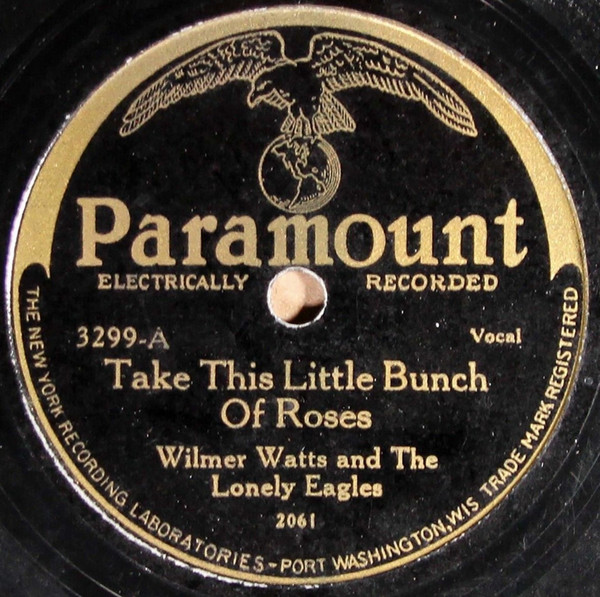 Paramount
ELECTRICALLY RECORDED
3299-A Vocal
Take This Little Bunch
Of Roses
Wilmer Watts and The
Lonely Eagles
2061
THE NEW YORK RECORDING LABORATORIES-PORT WASHINGTON, WIS TRADE MARK REGISTERED